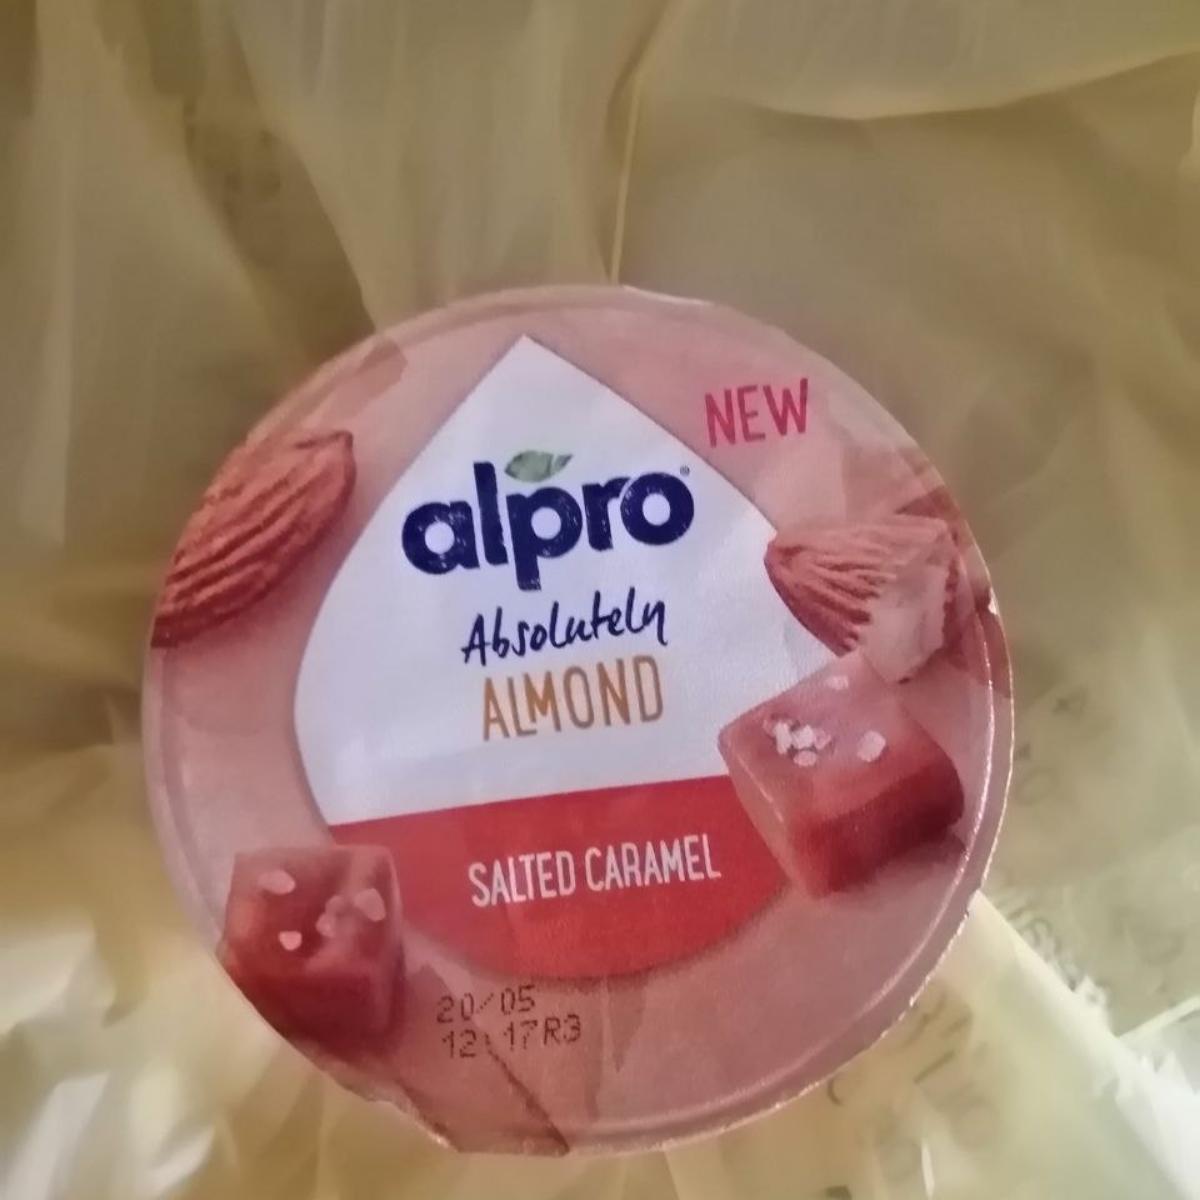 NEW
alpro
Absolutely
ALMOND
SALTED CARAMEL
20/05
12:17R3